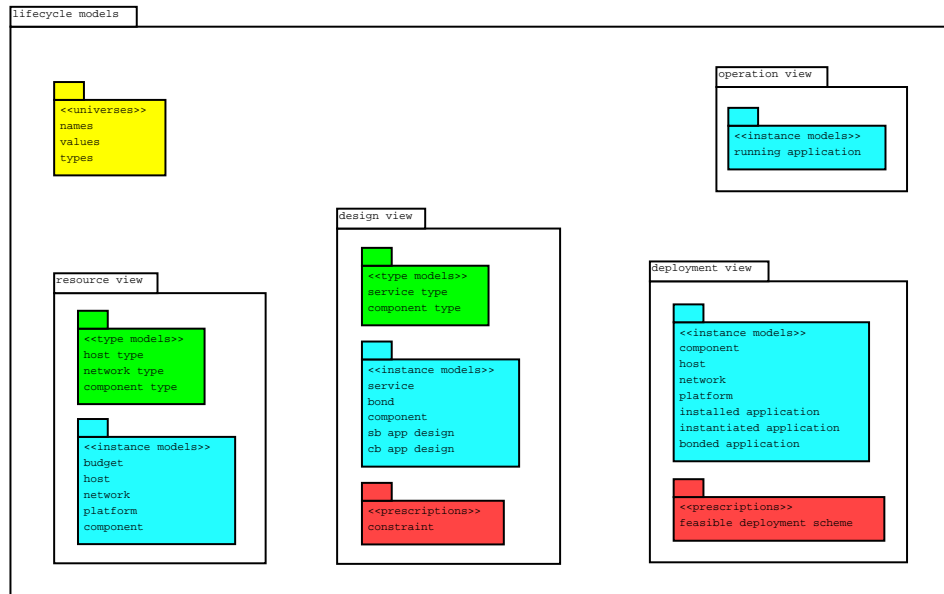 lifecycle models
<<universes>>
names
values
types
operation view
<<instance models>>
running application
design view
<<type models>>
service type
component type
<<instance models>>
service
bond
component
sb app design
cb app design
<<prescriptions>>
constraint
resource view
<<type models>>
host type
network type
component type
<<instance models>>
budget
host
network
platform
component
deployment view
<<instance models>>
component
host
network
platform
installed application
instantiated application
bonded application
<<prescriptions>>
feasible deployment scheme